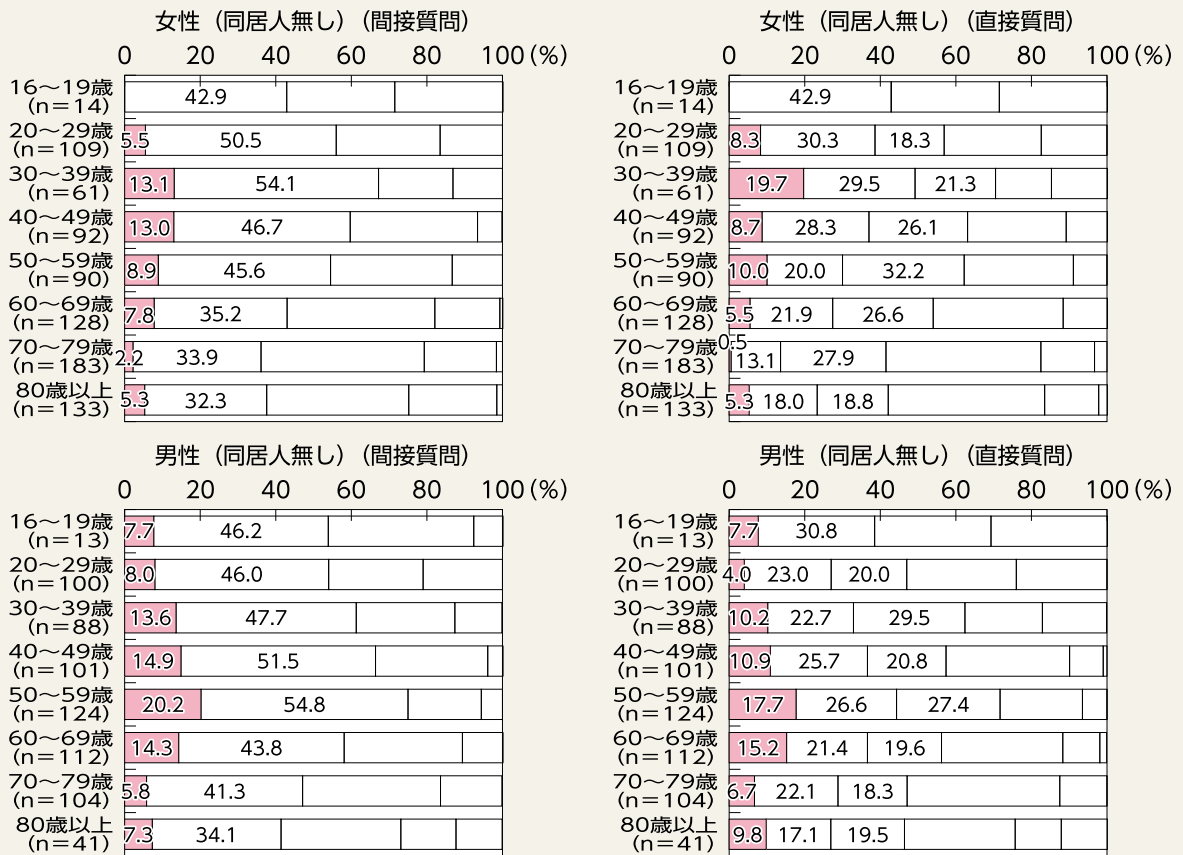 女性（同居人無し）（間接質問）
0 20 40 60 80 100(%)
16～19歳
(n＝14) 42.9
20～29歳
(n＝109) 5.5 50.5
30～39歳
(n＝61) 13.1 54.1
40～49歳
(n＝92) 13.0 46.7
50～59歳
(n＝90) 8.9 45.6
60～69歳
(n＝128) 7.8 35.2
70～79歳
(n＝183) 2.2 33.9
80歳以上
(n＝133) 5.3 32.3
女性（同居人無し）（直接質問）
0 20 40 60 80 100(%)
16～19歳
(n＝14) 42.9
20～29歳
(n＝109) 8.3 30.3 18.3
30～39歳
(n＝61) 19.7 29.5 21.3
40～49歳
(n＝92) 8.7 28.3 26.1
50～59歳
(n＝90) 10.0 20.0 32.2
60～69歳
(n＝128) 5.5 21.9 26.6
70～79歳 0.5
(n＝183) 13.1 27.9
80歳以上
(n＝133) 5.3 18.0 18.8
男性（同居人無し）（間接質問）
0 20 40 60 80 100(%)
16～19歳
(n＝13) 7.7 46.2
20～29歳
(n＝100) 8.0 46.0
30～39歳
(n＝88) 13.6 47.7
40～49歳
(n＝101) 14.9 51.5
50～59歳
(n＝124) 20.2 54.8
60～69歳
(n＝112) 14.3 43.8
70～79歳
(n＝104) 5.8 41.3
80歳以上
(n＝41) 7.3 34.1
男性（同居人無し）（直接質問）
0 20 40 60 80 100(%)
16～19歳
(n＝13) 7.7 30.8
20～29歳
(n＝100) 4.0 23.0 20.0
30～39歳
(n＝88) 10.2 22.7 29.5
40～49歳
(n＝101) 10.9 25.7 20.8
50～59歳
(n＝124) 17.7 26.6 27.4
60～69歳
(n＝112) 15.2 21.4 19.6
70～79歳
(n＝104) 6.7 22.1 18.3
80歳以上
(n＝41) 9.8 17.1 19.5